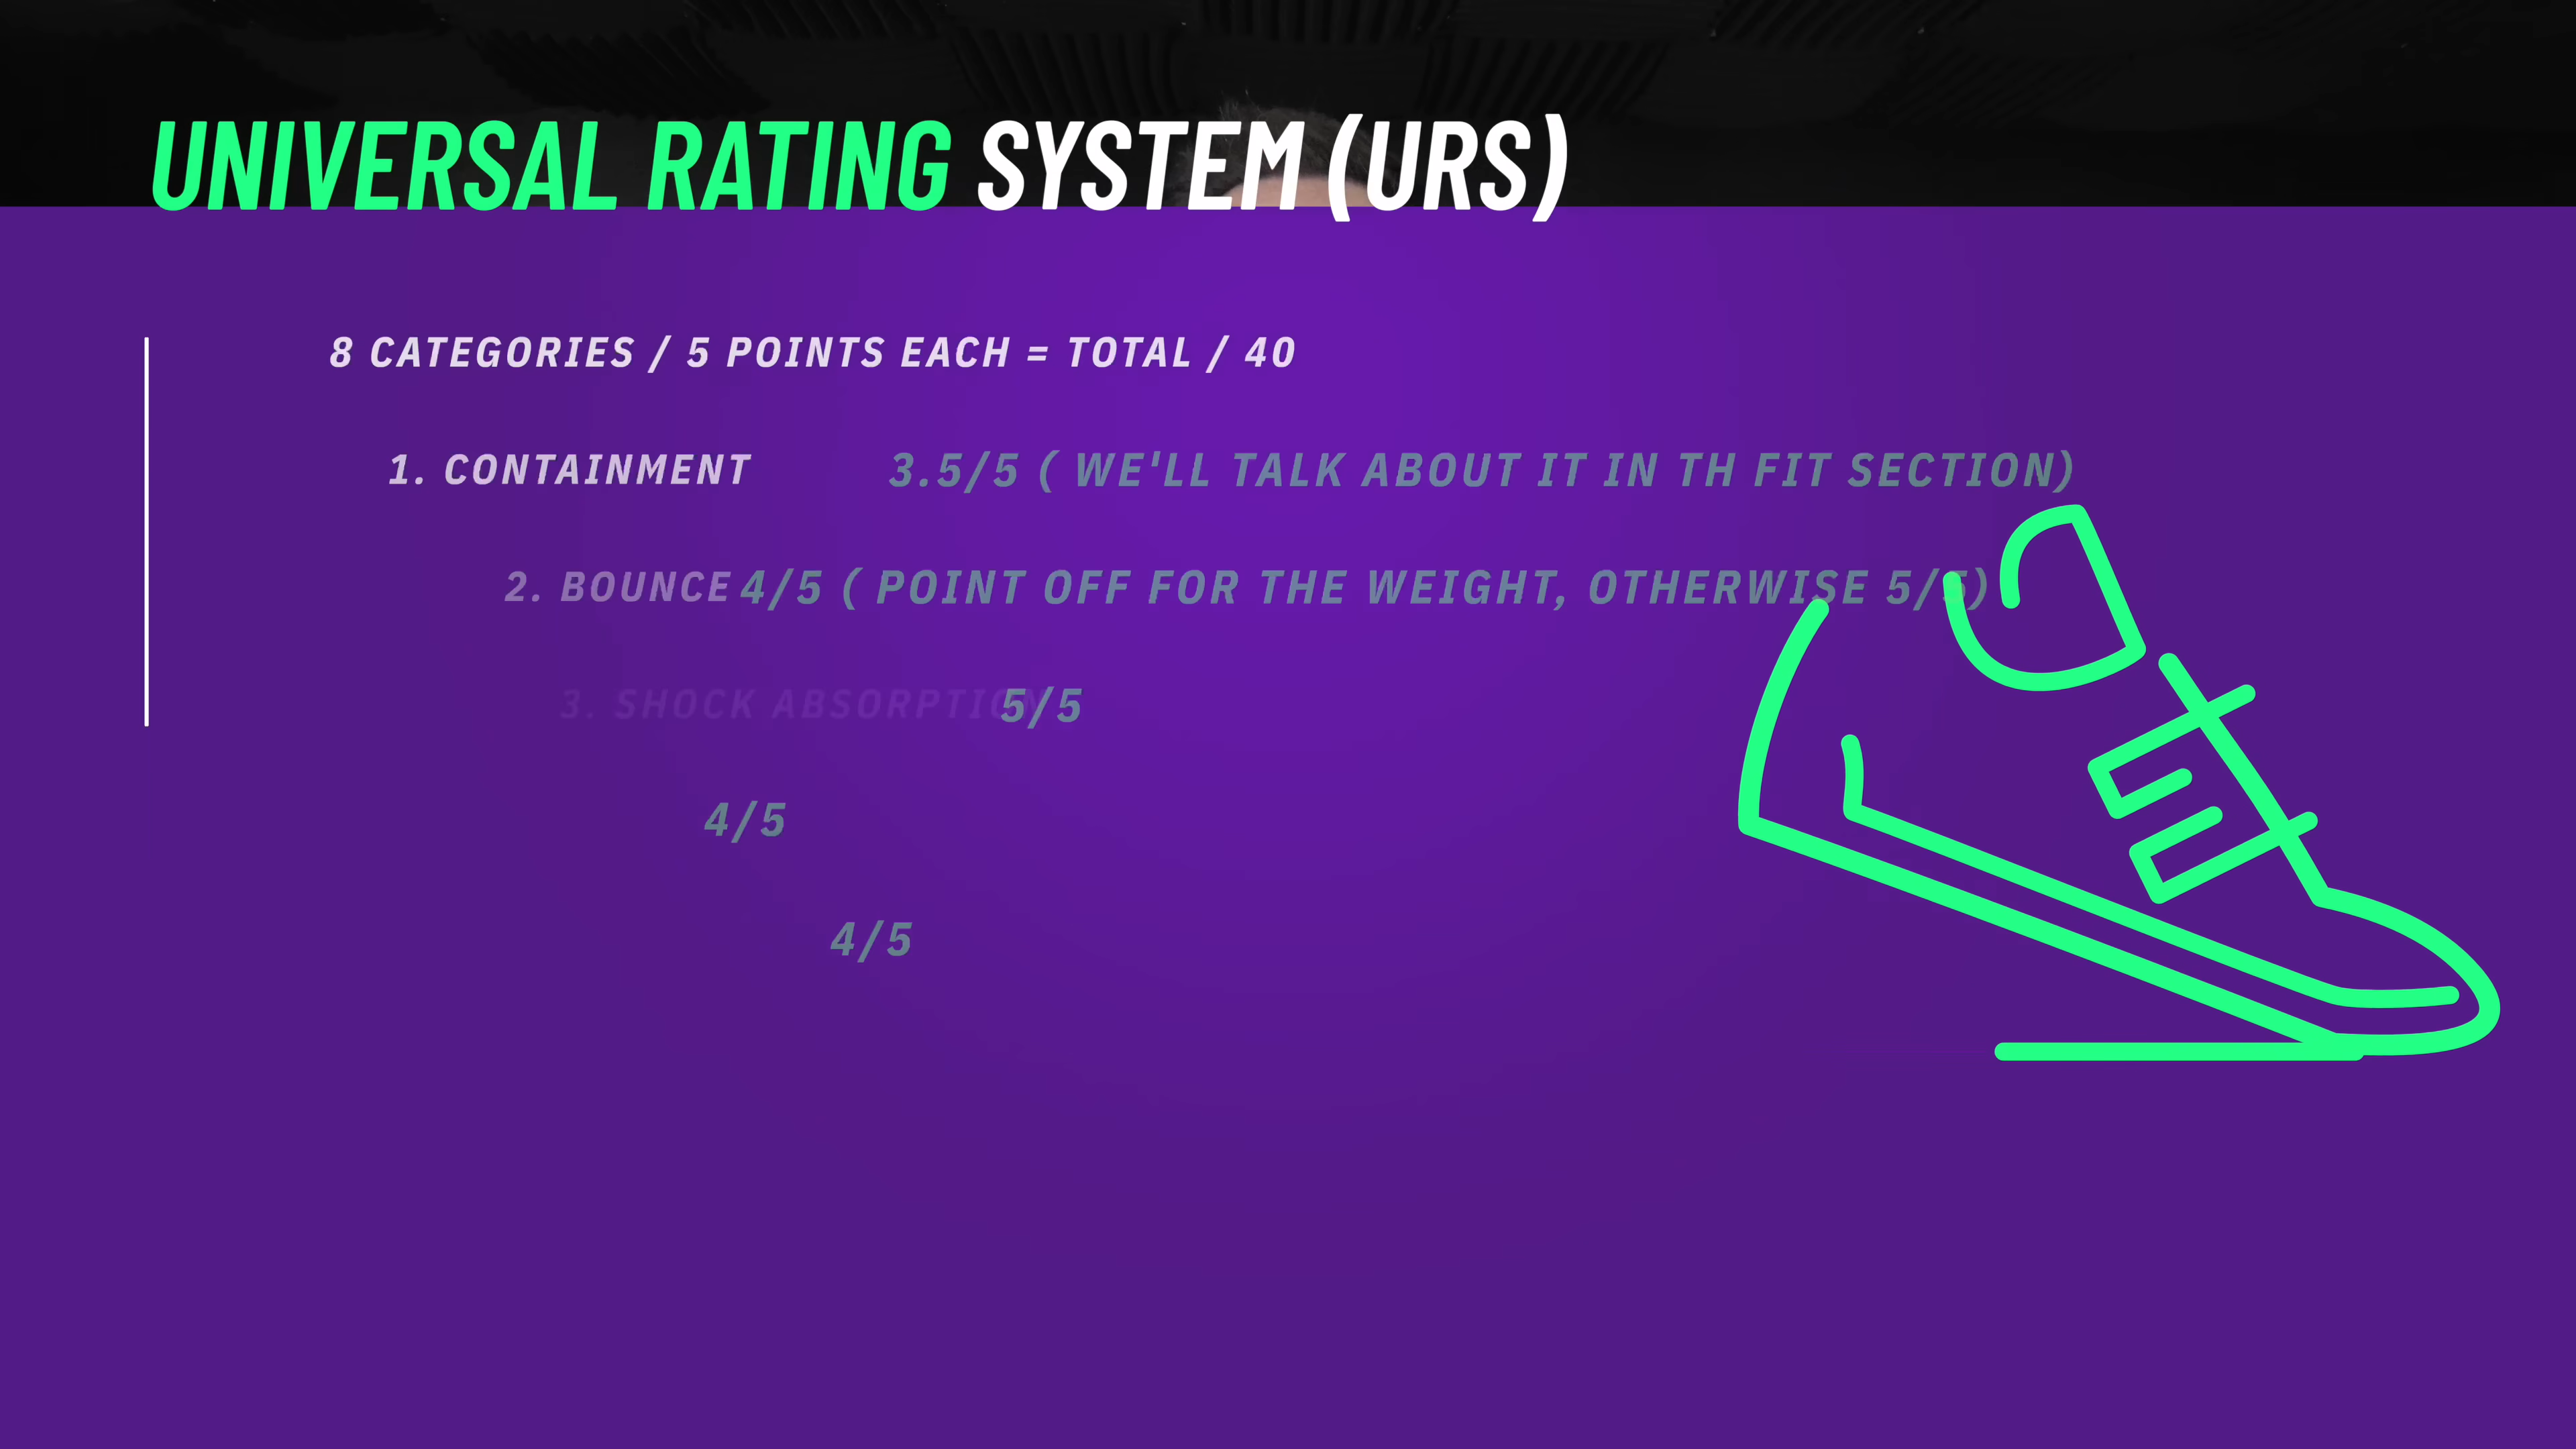 UNIVERSAL RATING SYSTEM (URS)
8 CATEGORIES / 5 POINTS EACH = TOTAL / 40
1. CONTAINMENT 3.5/5 ( WE'LL TALK ABOUT IT IN TH FIT SECTION)
2. BOUNCE 4/5 ( POINT OFF FOR THE WEIGHT, OTHERWISE 5/5)
3. SHOCK ABSORPTION 5/5
4/5
4/5